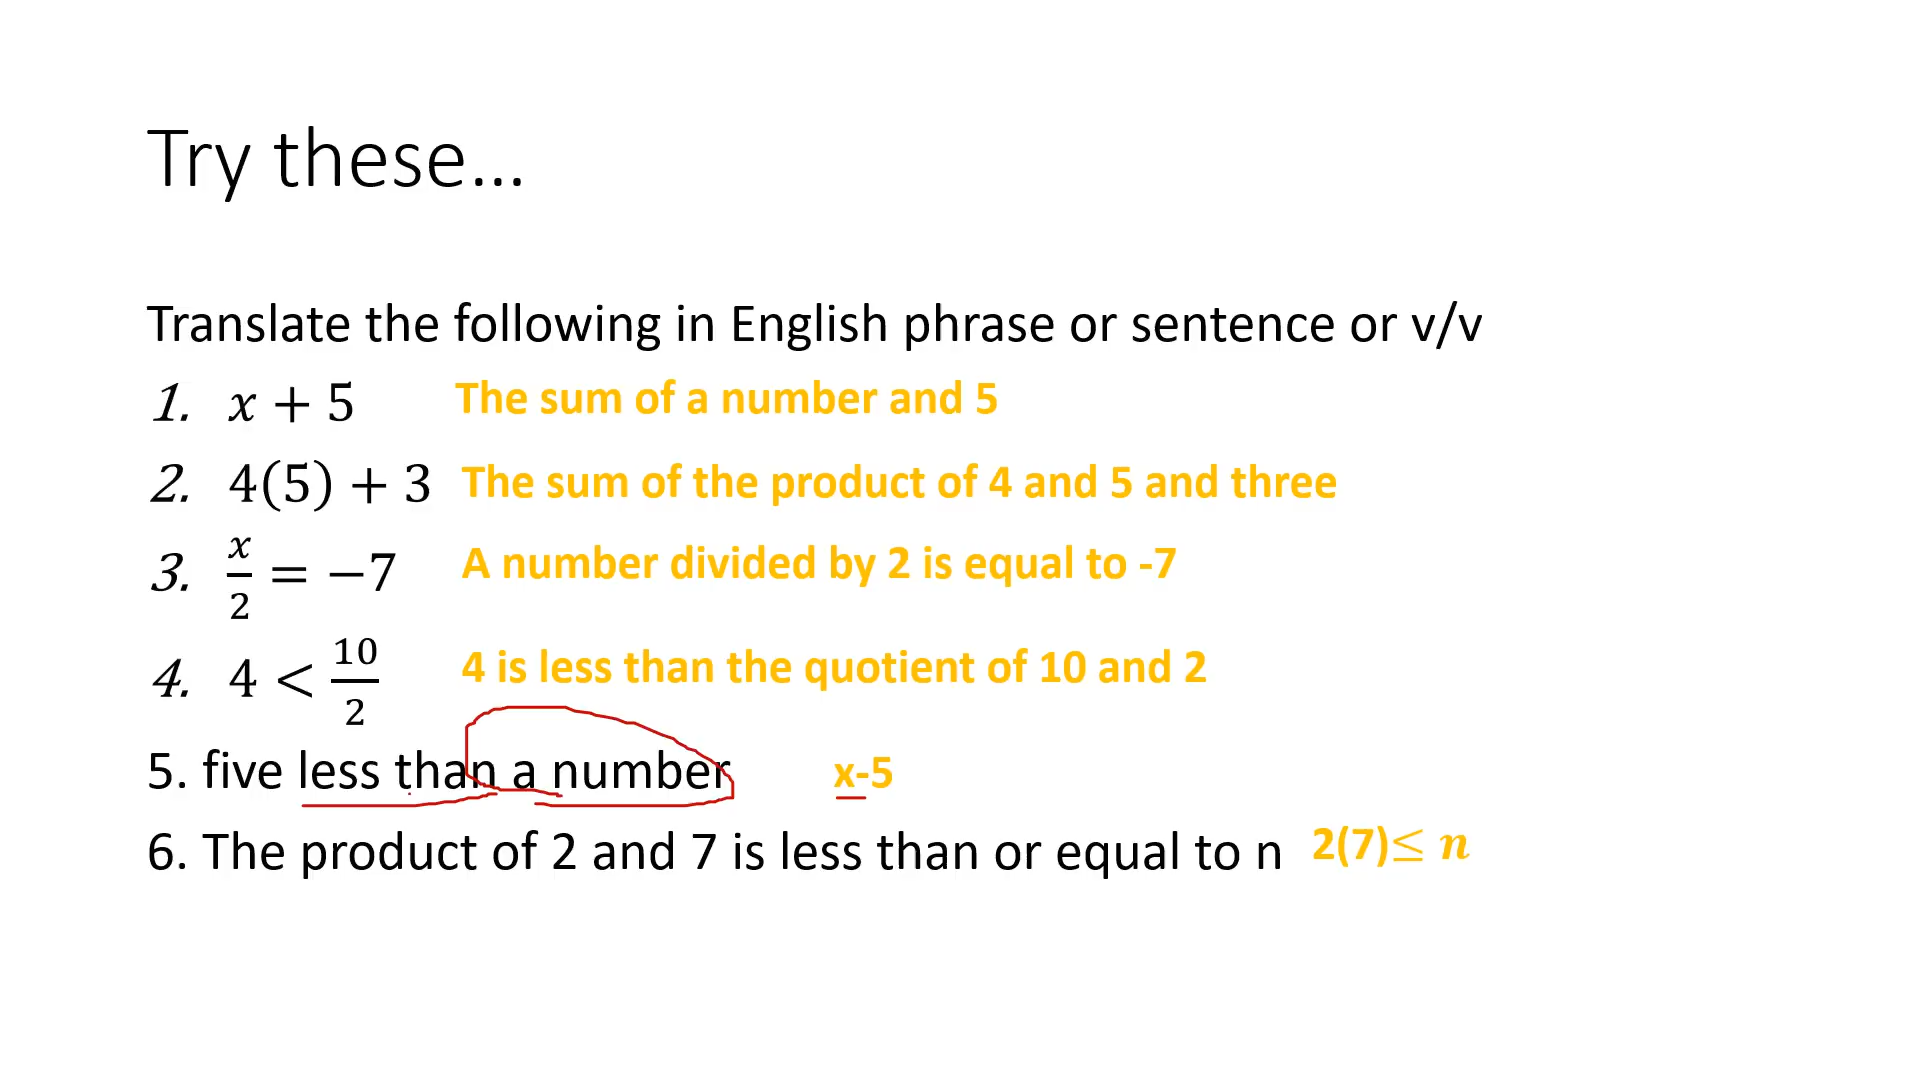 Try these...
Translate the following in English phrase or sentence or v/v
1. x + 5 The sum of a number and 5
2. 4(5) + 3 The sum of the product of 4 and 5 and three
3. x/2 = −7 A number divided by 2 is equal to -7
4. 4 < 10/2 4 is less than the quotient of 10 and 2
5. five less than a number x-5
6. The product of 2 and 7 is less than or equal to n 2(7)≤ n